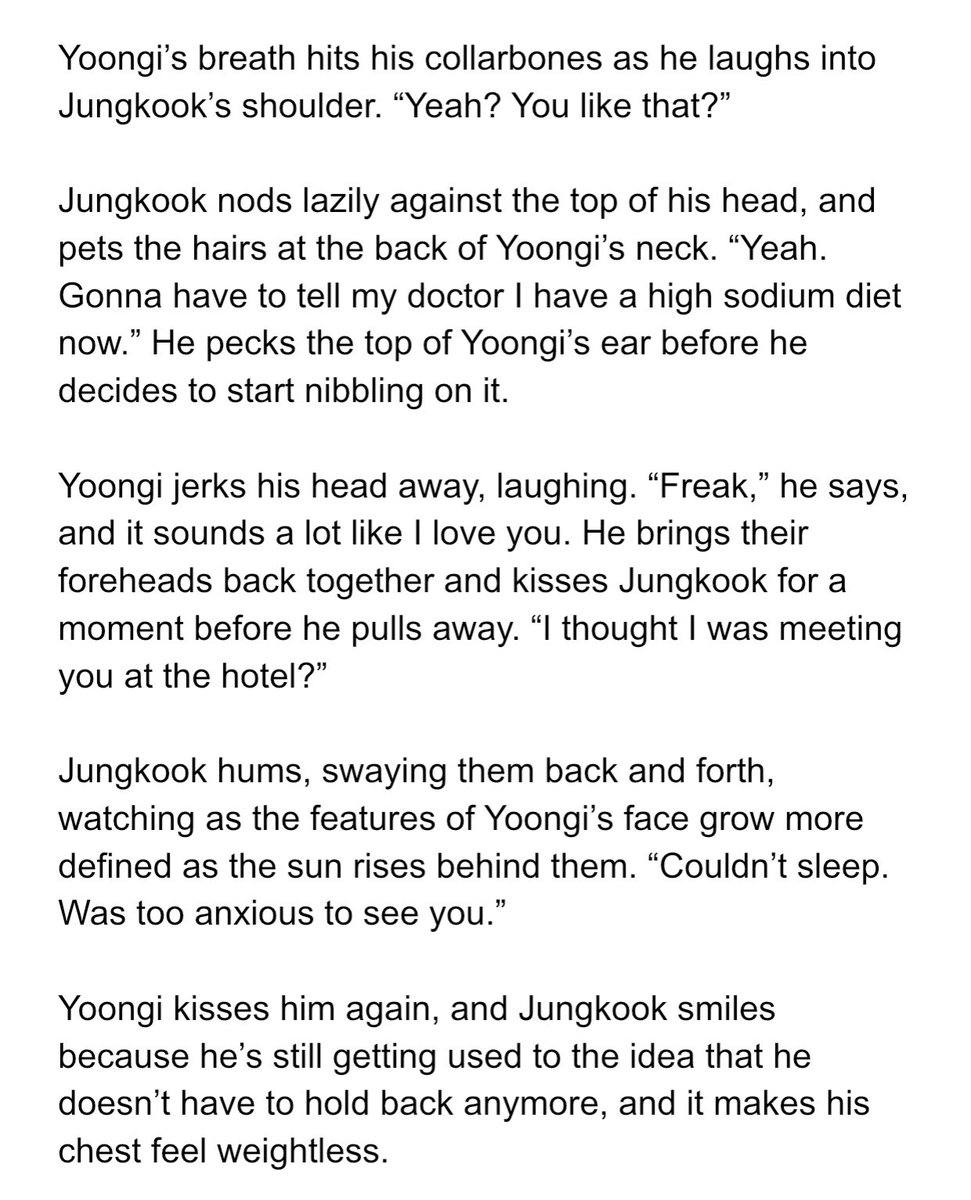 Yoongi’s breath hits his collarbones as he laughs into
Jungkook’s shoulder. “Yeah? You like that?”
Jungkook nods lazily against the top of his head, and
pets the hairs at the back of Yoongi’s neck. “Yeah.
Gonna have to tell my doctor I have a high sodium diet
now.” He pecks the top of Yoongi’s ear before he
decides to start nibbling on it.
Yoongi jerks his head away, laughing. “Freak,” he says,
and it sounds a lot like I love you. He brings their
foreheads back together and kisses Jungkook for a
moment before he pulls away. “I thought I was meeting
you at the hotel?”
Jungkook hums, swaying them back and forth,
watching as the features of Yoongi’s face grow more
defined as the sun rises behind them. “Couldn’t sleep.
Was too anxious to see you.”
Yoongi kisses him again, and Jungkook smiles
because he’s still getting used to the idea that he
doesn’t have to hold back anymore, and it makes his
chest feel weightless.